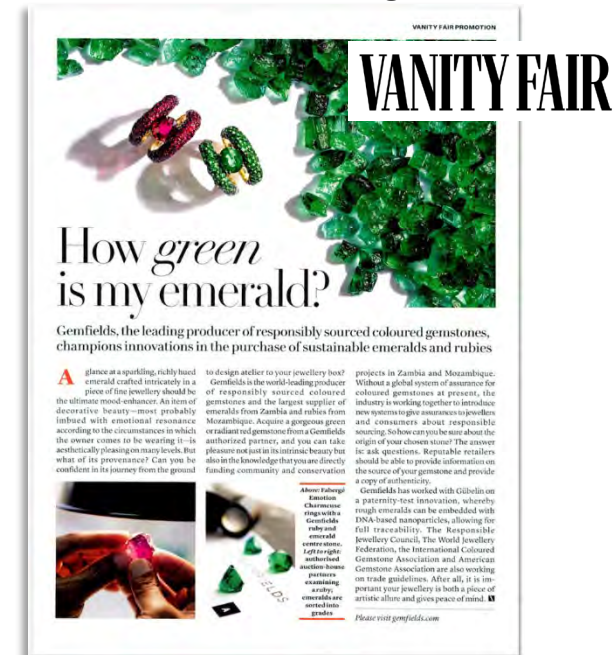 VANITY FAIR PROMOTION
VANITY FAIR
How green
is my emerald?
Gemfields, the leading producer of responsibly sourced coloured gemstones,
champions innovations in the purchase of sustainable emeralds and rubies
A glance at a sparkling, richly hued
emerald crafted intricately in a
piece of fine jewellery should be
the ultimate mood-enhancer. An item of
decorative beauty—most probably
imbued with emotional resonance
according to the circumstances in which
the owner comes to be wearing it—is
aesthetically pleasing on many levels. But
what of its provenance? Can you be
confident in its journey from the ground
to design atelier to your jewellery box?
Gemfields is the world-leading producer
of responsibly sourced coloured
gemstones and the largest supplier of
emeralds from Zambia and rubies from
Mozambique. Acquire a gorgeous green
or radiant red gemstone from a Gemfields
authorized partner, and you can take
pleasure not just in its intrinsic beauty but
also in the knowledge that you are directly
funding community and conservation
projects in Zambia and Mozambique.
Without a global system of assurance for
coloured gemstones at present, the
industry is working together to introduce
new systems to give assurances to jewellers
and consumers about responsible
sourcing. So how can you be sure about the
origin of your chosen stone? The answer
is: ask questions. Reputable retailers
should be able to provide information on
the source of your gemstone and provide
a copy of authenticity.
Gemfields has worked with Gübelin on
a paternity-test innovation, whereby
rough emeralds can be embedded with
DNA-based nanoparticles, allowing for
full traceability. The Responsible
Jewellery Council, The World Jewellery
Federation, the International Coloured
Gemstone Association and American
Gemstone Association are also working
on trade guidelines. After all, it is im-
portant your jewellery is both a piece of
artistic allure and gives peace of mind.
Above: Fabergé
Emotion
Charmeuse
rings with a
Gemfields
ruby and
emerald
centre stone.
Left to right:
authorised
auction-house
partners
examining
a ruby;
emeralds are
sorted into
grades
Please visit gemfields.com